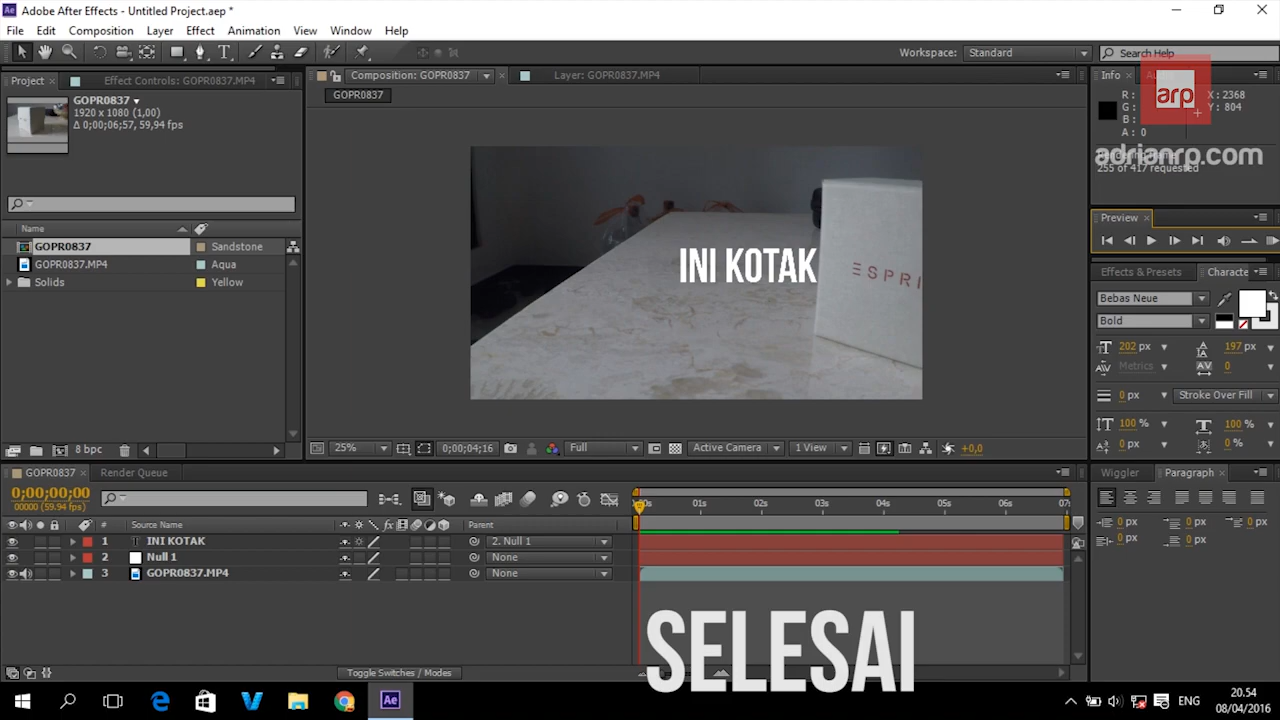 Adobe After Effects - Untitled Project.aep *
File Edit Composition Layer Effect Animation View Window Help
Workspace: Standard
Search Help
Project
Effect Controls: GOPR0837.MP4
GOPR0837
1920 x 1080 (1,00)
Δ 0;00;06;57, 59,94 fps
Name
GOPR0837 Sandstone
GOPR0837.MP4 Aqua
Solids Yellow
8 bpc
Composition: GOPR0837
Layer: GOPR0837.MP4
GOPR0837
INI KOTAK
ESPRI
25% 0;00;04;16 Full Active Camera 1 View +0,0
Info
R :
G :
B :
A : 0
X : 2368
Y : 804
arp
adrianrp.com
255 of 417 requested
Preview
Effects & Presets
Characte
Bebas Neue
Bold
202 px 197 px
Metrics 0
0 px Stroke Over Fill
100 % 100 %
0 px 0 %
Wiggler
Paragraph
0 px 0 px 0 px
0 px 0 px
GOPR0837
Render Queue
0;00;00;00
00000 (59.94 fps)
# Source Name Parent
1 INI KOTAK 2. Null 1
2 Null 1 None
3 GOPR0837.MP4 None
01s 02s 03s 04s 05s 06s
Toggle Switches / Modes
SELESAI
ENG
20.54
08/04/2016